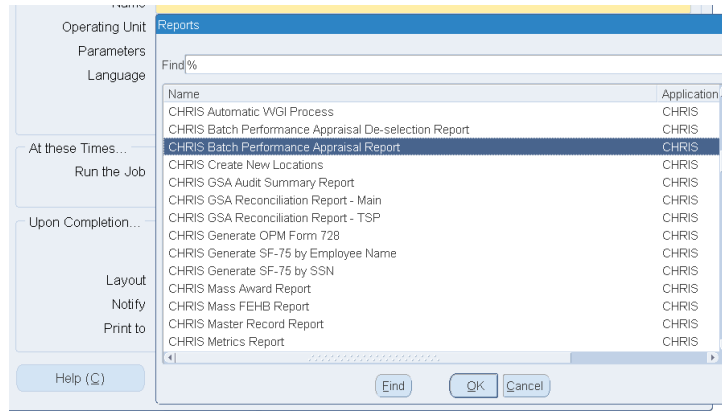 Name
Operating Unit
Parameters
Language
At these Times...
Run the Job
Upon Completion...
Layout
Notify
Print to
Help (C)
Reports
Find %
Name Application
CHRIS Automatic WGI Process CHRIS
CHRIS Batch Performance Appraisal De-selection Report CHRIS
CHRIS Batch Performance Appraisal Report CHRIS
CHRIS Create New Locations CHRIS
CHRIS GSA Audit Summary Report CHRIS
CHRIS GSA Reconciliation Report - Main CHRIS
CHRIS GSA Reconciliation Report - TSP CHRIS
CHRIS Generate OPM Form 728 CHRIS
CHRIS Generate SF-75 by Employee Name CHRIS
CHRIS Generate SF-75 by SSN CHRIS
CHRIS Mass Award Report CHRIS
CHRIS Mass FEHB Report CHRIS
CHRIS Master Record Report CHRIS
CHRIS Metrics Report CHRIS
Find OK Cancel